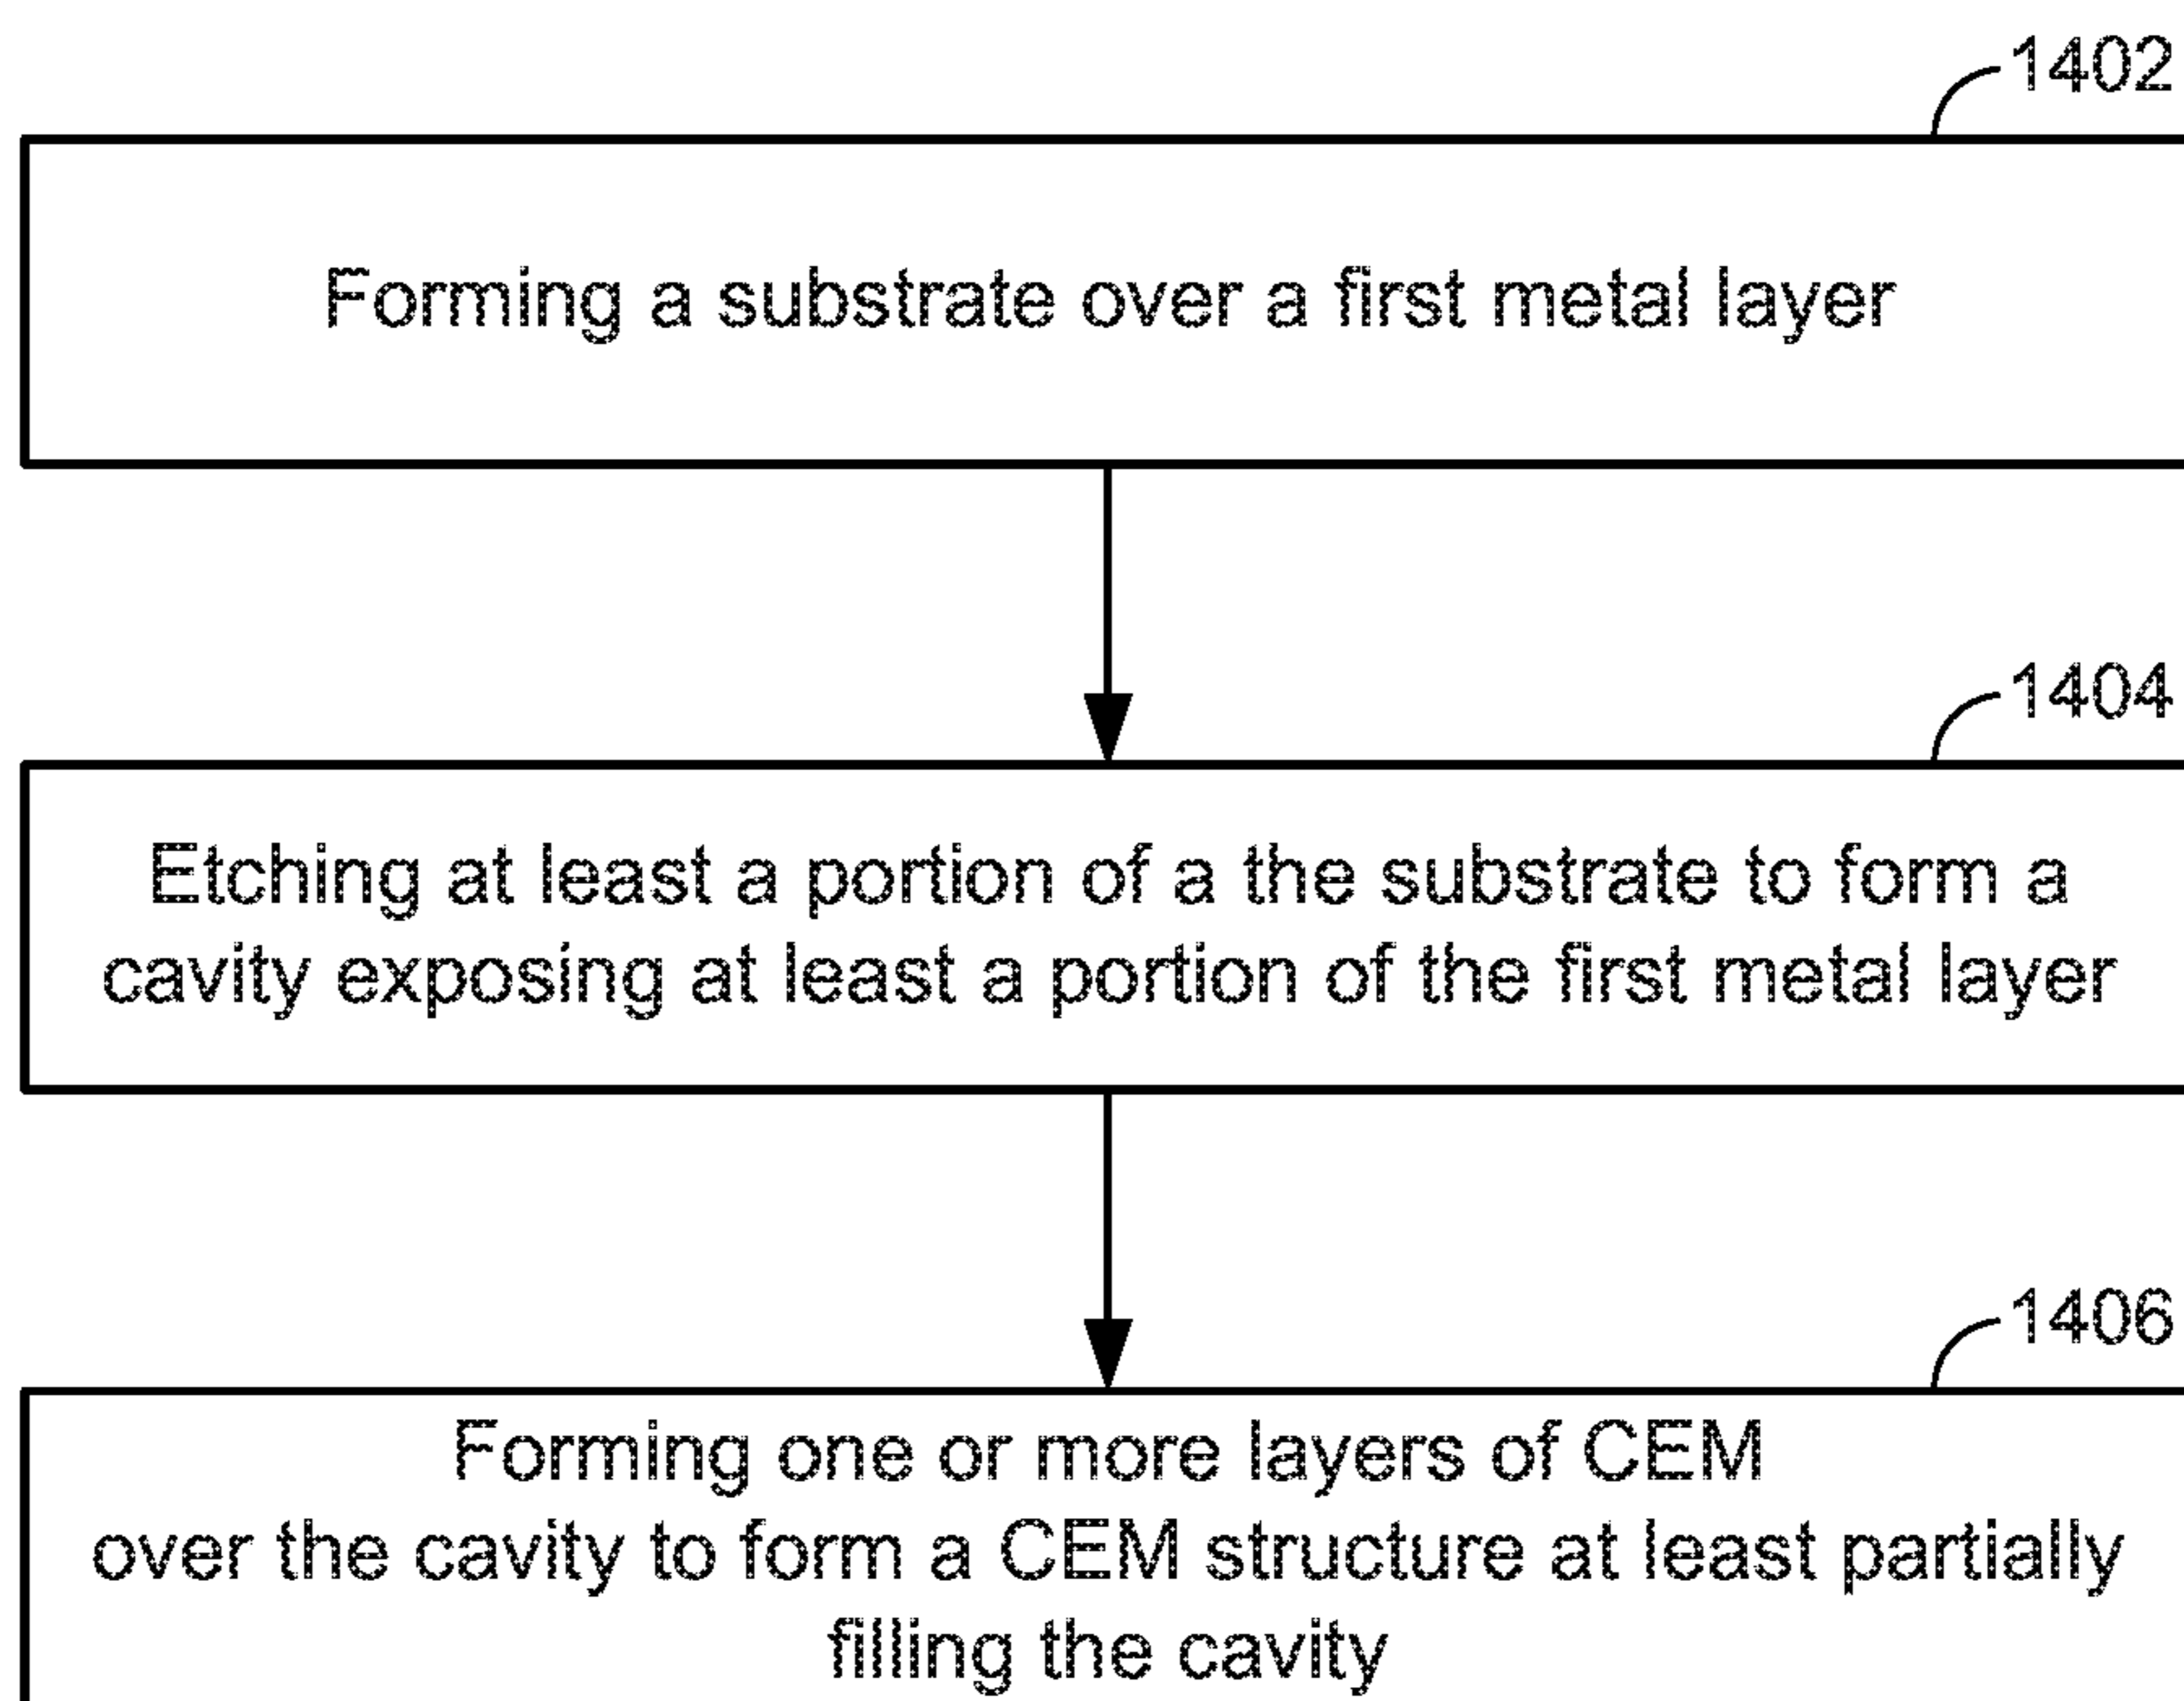 1402
Forming a substrate over a first metal layer
1404
Etching at least a portion of a the substrate to form a
cavity exposing at least a portion of the first metal layer
1406
Forming one or more layers of CEM
over the cavity to form a CEM structure at least partially
filling the cavity